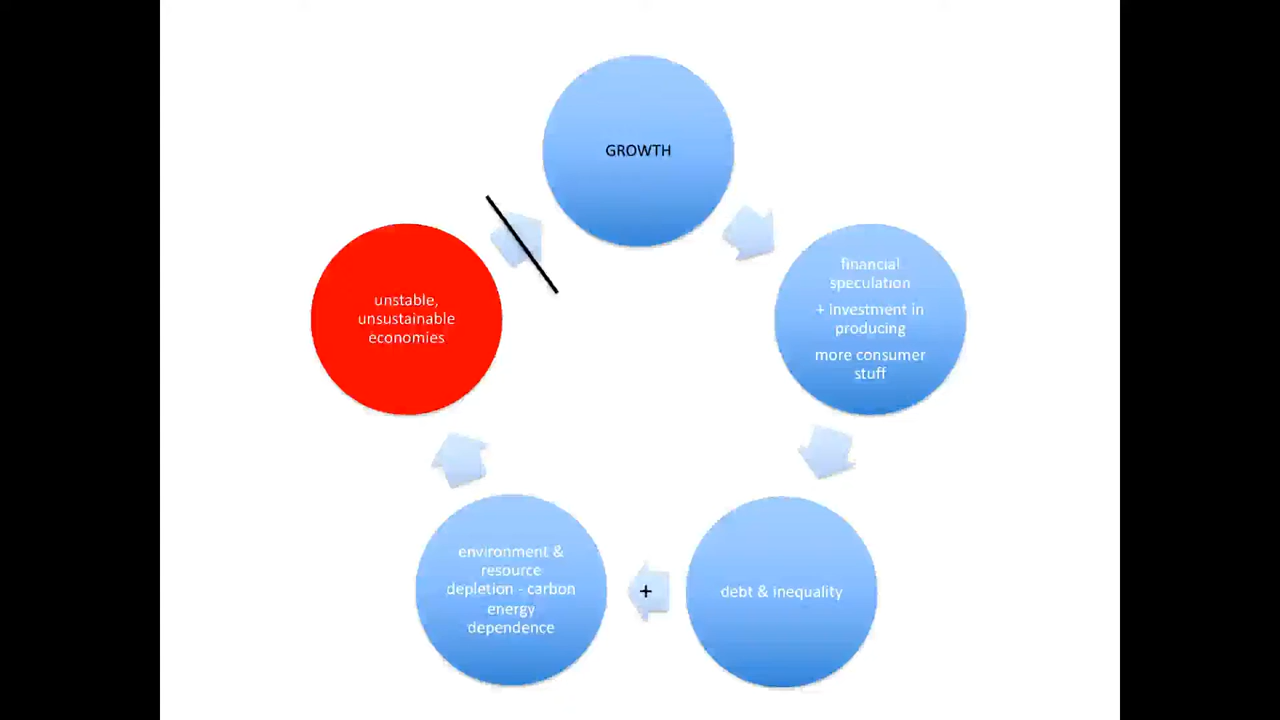 GROWTH
financial
speculation
+ investment in
producing
more consumer
stuff
debt & inequality
+
environment &
resource
depletion - carbon
energy
dependence
unstable,
unsustainable
economies